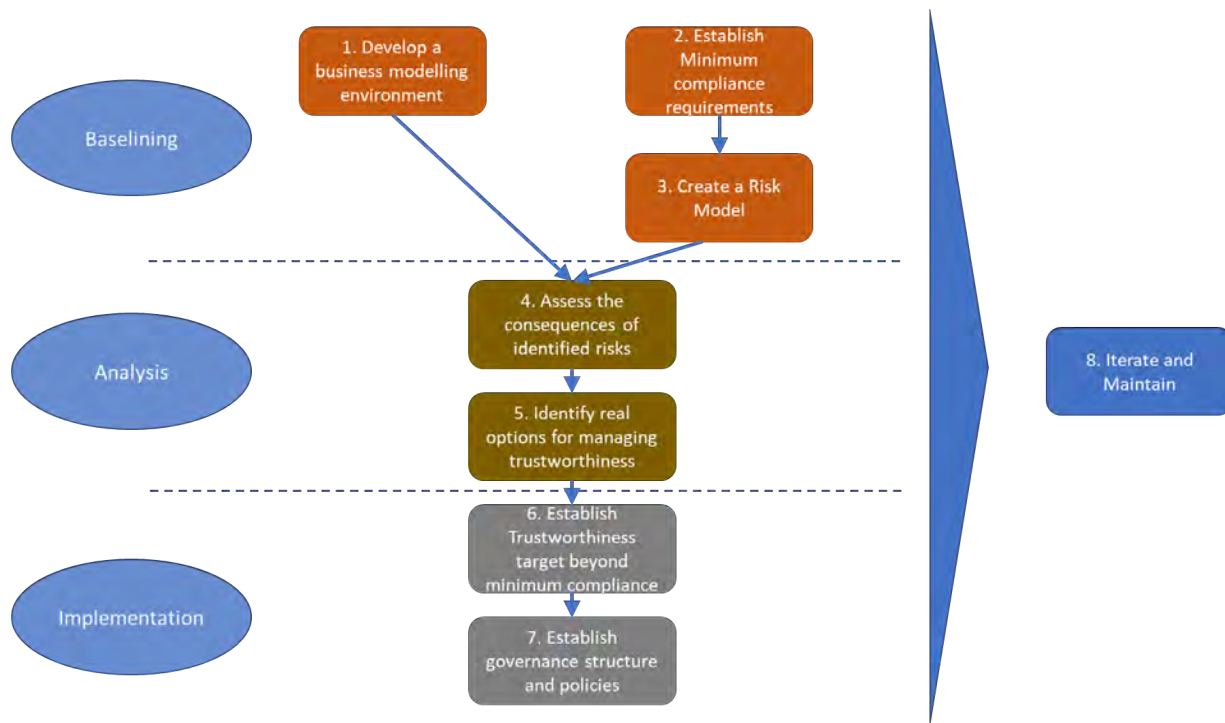 1. Develop a
business modelling
environment
2. Establish
Minimum
compliance
requirements
Baselining
3. Create a Risk
Model
4. Assess the
consequences of
identified risks
Analysis
8. Iterate and
Maintain
5. Identify real
options for managing
trustworthiness
6. Establish
Trustworthiness
target beyond
minimum compliance
Implementation
7. Establish
governance structure
and policies